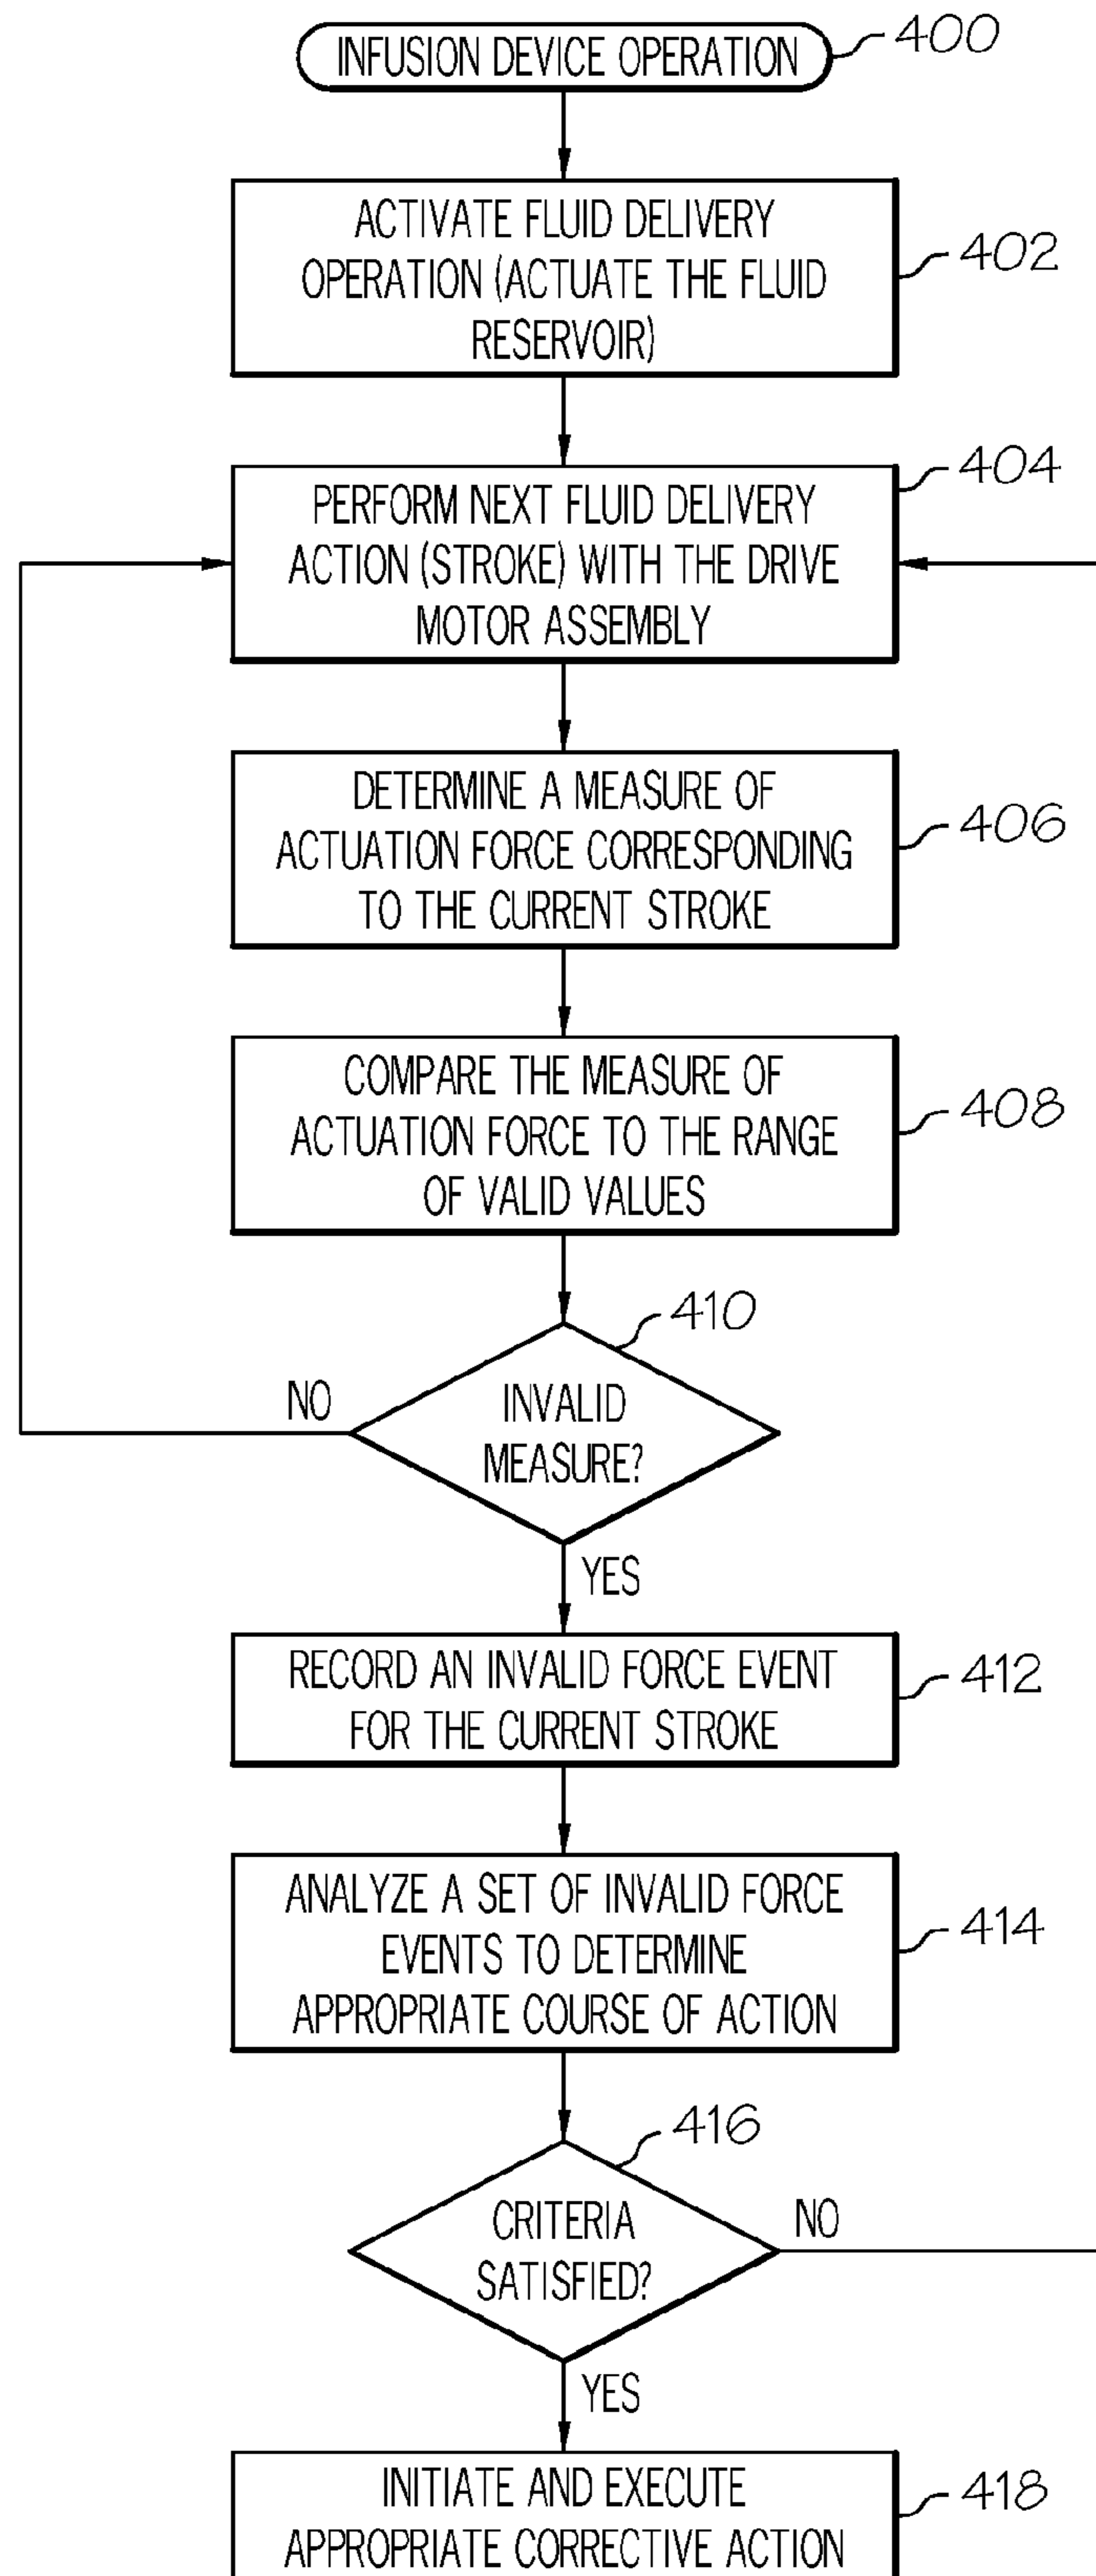 INFUSION DEVICE OPERATION
400
ACTIVATE FLUID DELIVERY
OPERATION (ACTUATE THE FLUID
RESERVOIR)
402
PERFORM NEXT FLUID DELIVERY
ACTION (STROKE) WITH THE DRIVE
MOTOR ASSEMBLY
404
DETERMINE A MEASURE OF
ACTUATION FORCE CORRESPONDING
TO THE CURRENT STROKE
406
COMPARE THE MEASURE OF
ACTUATION FORCE TO THE RANGE
OF VALID VALUES
408
410
INVALID
MEASURE?
NO
YES
RECORD AN INVALID FORCE EVENT
FOR THE CURRENT STROKE
412
ANALYZE A SET OF INVALID FORCE
EVENTS TO DETERMINE
APPROPRIATE COURSE OF ACTION
414
416
CRITERIA
SATISFIED?
NO
YES
INITIATE AND EXECUTE
APPROPRIATE CORRECTIVE ACTION
418